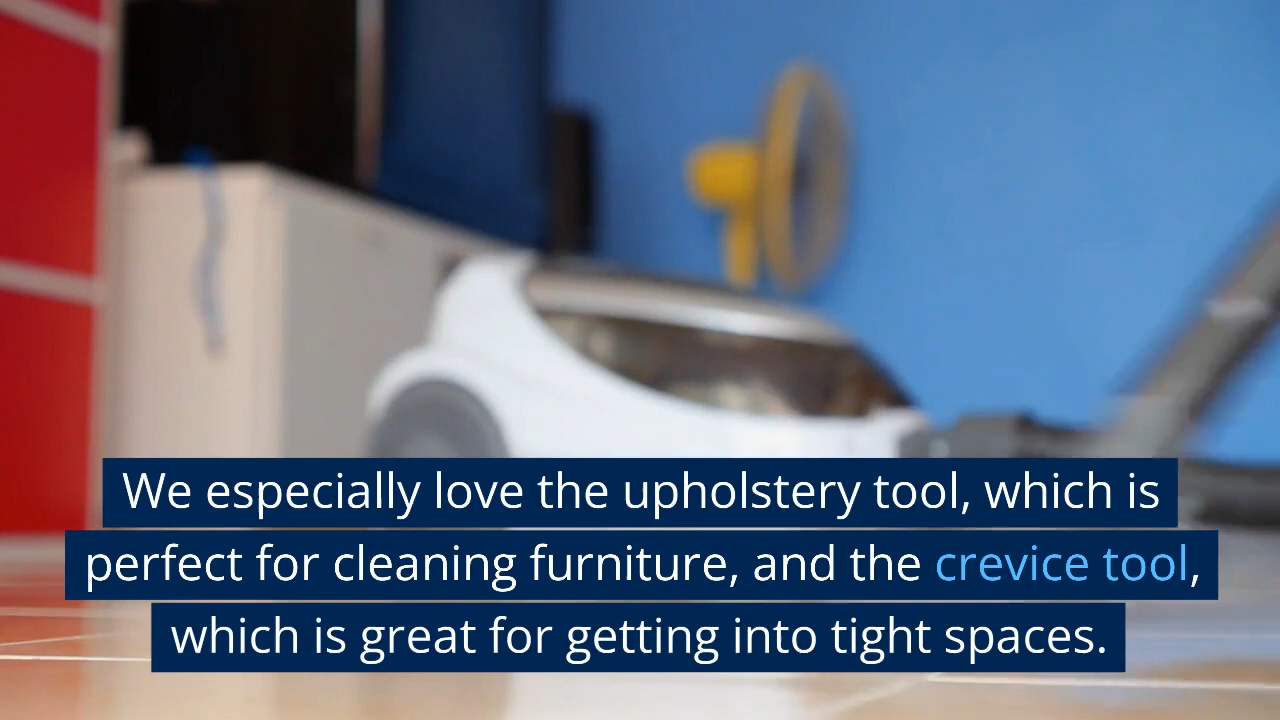 We especially love the upholstery tool, which is
perfect for cleaning furniture, and the crevice tool,
which is great for getting into tight spaces.